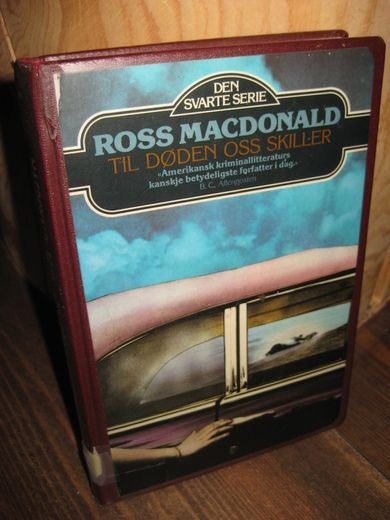 DEN
SVARTE SERIE
ROSS MACDONALD
TIL DØDEN OSS SKILLER
«Amerikansk kriminallitteraturs
kanskje betydeligste forfatter i dag.»
B. C., Aftenposten